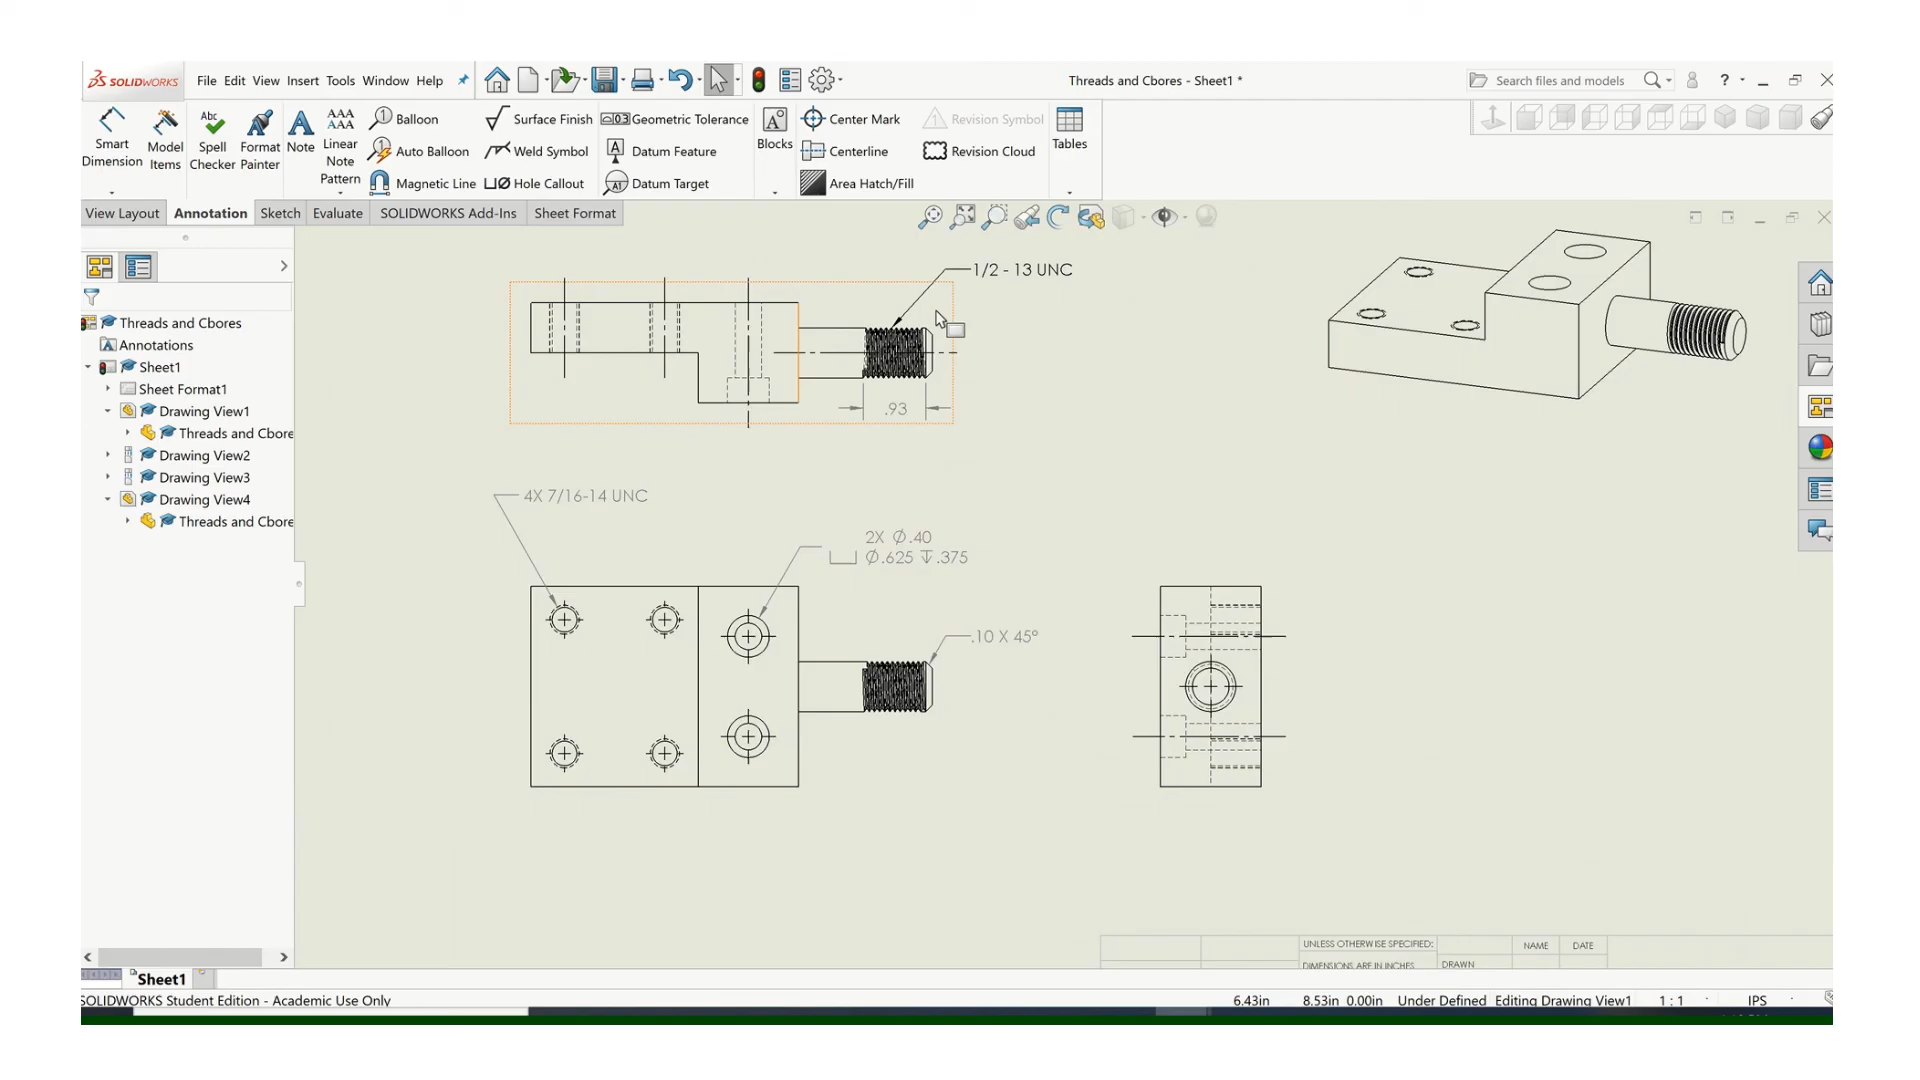 SOLIDWORKS File Edit View Insert Tools Window Help Threads and Cbores - Sheet1 * Search files and models ?
Smart Dimension
Model Items
Abc Spell Checker
Format Painter
A Note
AAA AAA Linear Note Pattern
Balloon
Auto Balloon
Magnetic Line
Surface Finish
Weld Symbol
Hole Callout
Geometric Tolerance
Datum Feature
Datum Target
Blocks
Center Mark
Centerline
Area Hatch/Fill
Revision Symbol
Revision Cloud
Tables
View Layout Annotation Sketch Evaluate SOLIDWORKS Add-Ins Sheet Format
Threads and Cbores
Annotations
Sheet1
Sheet Format1
Drawing View1
Threads and Cbore
Drawing View2
Drawing View3
Drawing View4
Threads and Cbore
1/2 - 13 UNC
.93
4X 7/16-14 UNC
2X Ø.40
⌴ Ø.625 ↧.375
.10 X 45°
UNLESS OTHERWISE SPECIFIED: NAME DATE
DIMENSIONS ARE IN INCHES DRAWN
Sheet1
SOLIDWORKS Student Edition - Academic Use Only 6.43in 8.53in 0.00in Under Defined Editing Drawing View1 1 : 1 IPS